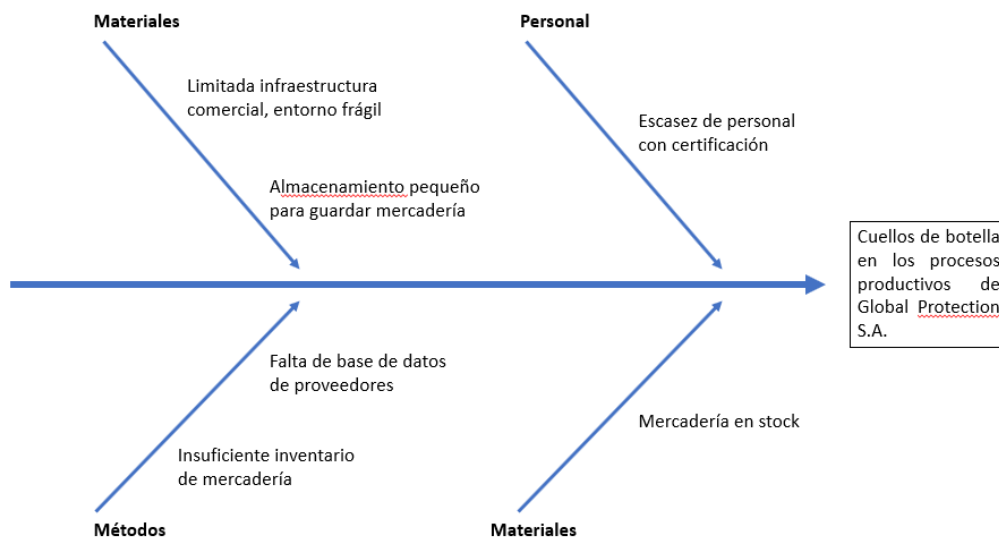 Materiales
Personal
Limitada infraestructura
comercial, entorno frágil
Escasez de personal
con certificación
Almacenamiento pequeño
para guardar mercadería
Cuellos de botella
en los procesos
productivos de
Global Protection
S.A.
Falta de base de datos
de proveedores
Mercadería en stock
Insuficiente inventario
de mercadería
Métodos
Materiales